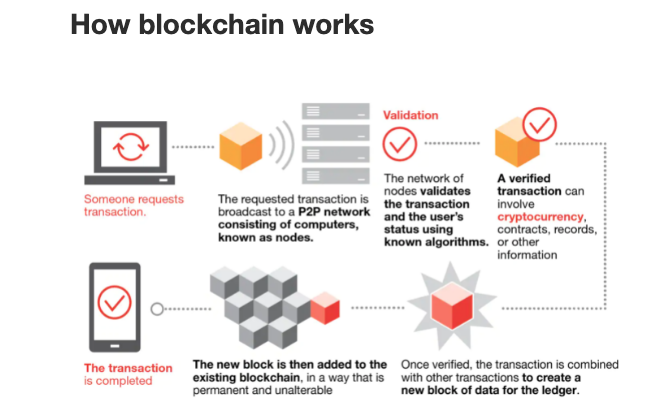 How blockchain works
Someone requests
transaction.
The requested transaction is
broadcast to a P2P network
consisting of computers,
known as nodes.
Validation
The network of
nodes validates
the transaction
and the user's
status using
known algorithms.
A verified
transaction can
involve
cryptocurrency,
contracts, records,
or other
information
Once verified, the transaction is combined
with other transactions to create a
new block of data for the ledger.
The new block is then added to the
existing blockchain, in a way that is
permanent and unalterable
The transaction
is completed